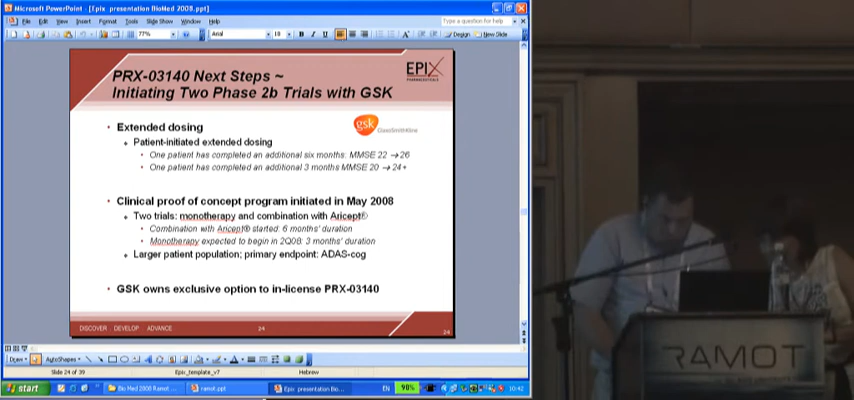 Microsoft PowerPoint - [Epix_presentation BioMed 2008.ppt]
File Edit View Insert Format Tools Slide Show Window Help
Type a question for help
77% Arial 18 B I U Design New Slide
PRX-03140 Next Steps ~
Initiating Two Phase 2b Trials with GSK
EPIX
PHARMACEUTICALS
gsk GlaxoSmithKline
• Extended dosing
• Patient-initiated extended dosing
• One patient has completed an additional six months: MMSE 22 →26
• One patient has completed an additional 3 months MMSE 20 → 24+
• Clinical proof of concept program initiated in May 2008
• Two trials: monotherapy and combination with Aricept®
• Combination with Aricept® started: 6 months' duration
• Monotherapy expected to begin in 2Q08: 3 months' duration
• Larger patient population; primary endpoint: ADAS-cog
• GSK owns exclusive option to in-license PRX-03140
DISCOVER DEVELOP ADVANCE 24 24
Draw AutoShapes
Slide 24 of 39 Epix_template_v7 Hebrew
start Bio Med 2008 Ramot ... ramot.ppt Epix_presentation Bio... EN 98% 10:42
RAMOT